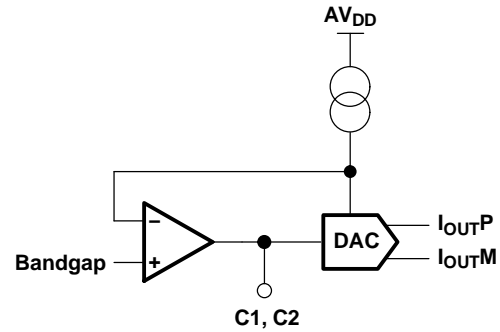 AVDD
−
+
DAC
IOUTP
IOUTM
Bandgap
C1, C2